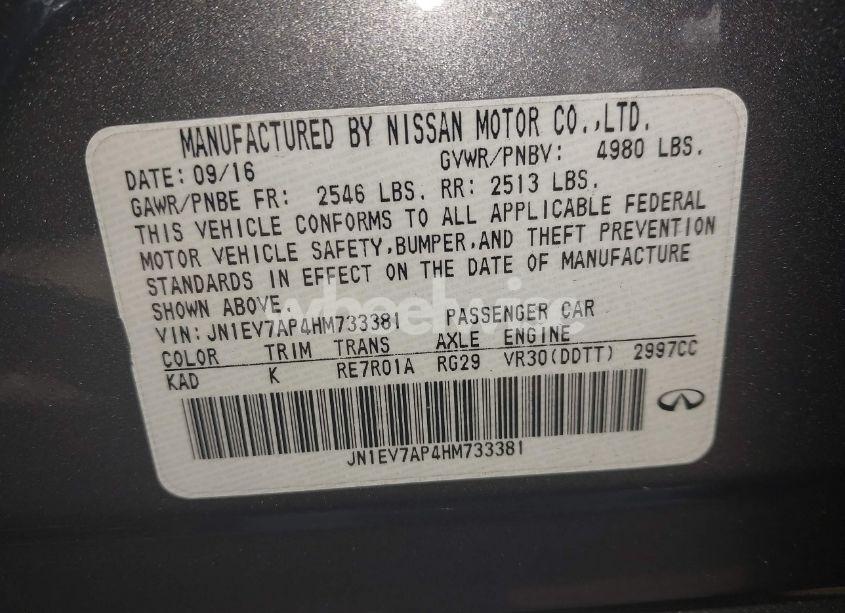 MANUFACTURED BY NISSAN MOTOR CO.,LTD.
DATE: 09/16 GVWR/PNBV: 4980 LBS.
GAWR/PNBE FR: 2546 LBS. RR: 2513 LBS.
THIS VEHICLE CONFORMS TO ALL APPLICABLE FEDERAL
MOTOR VEHICLE SAFETY,BUMPER,AND THEFT PREVENTION
STANDARDS IN EFFECT ON THE DATE OF MANUFACTURE
SHOWN ABOVE.
wheelwise
VIN: JN1EV7AP4HM733381 PASSENGER CAR
COLOR TRIM TRANS AXLE ENGINE
KAD K RE7R01A RG29 VR30(DDTT) 2997CC
JN1EV7AP4HM733381